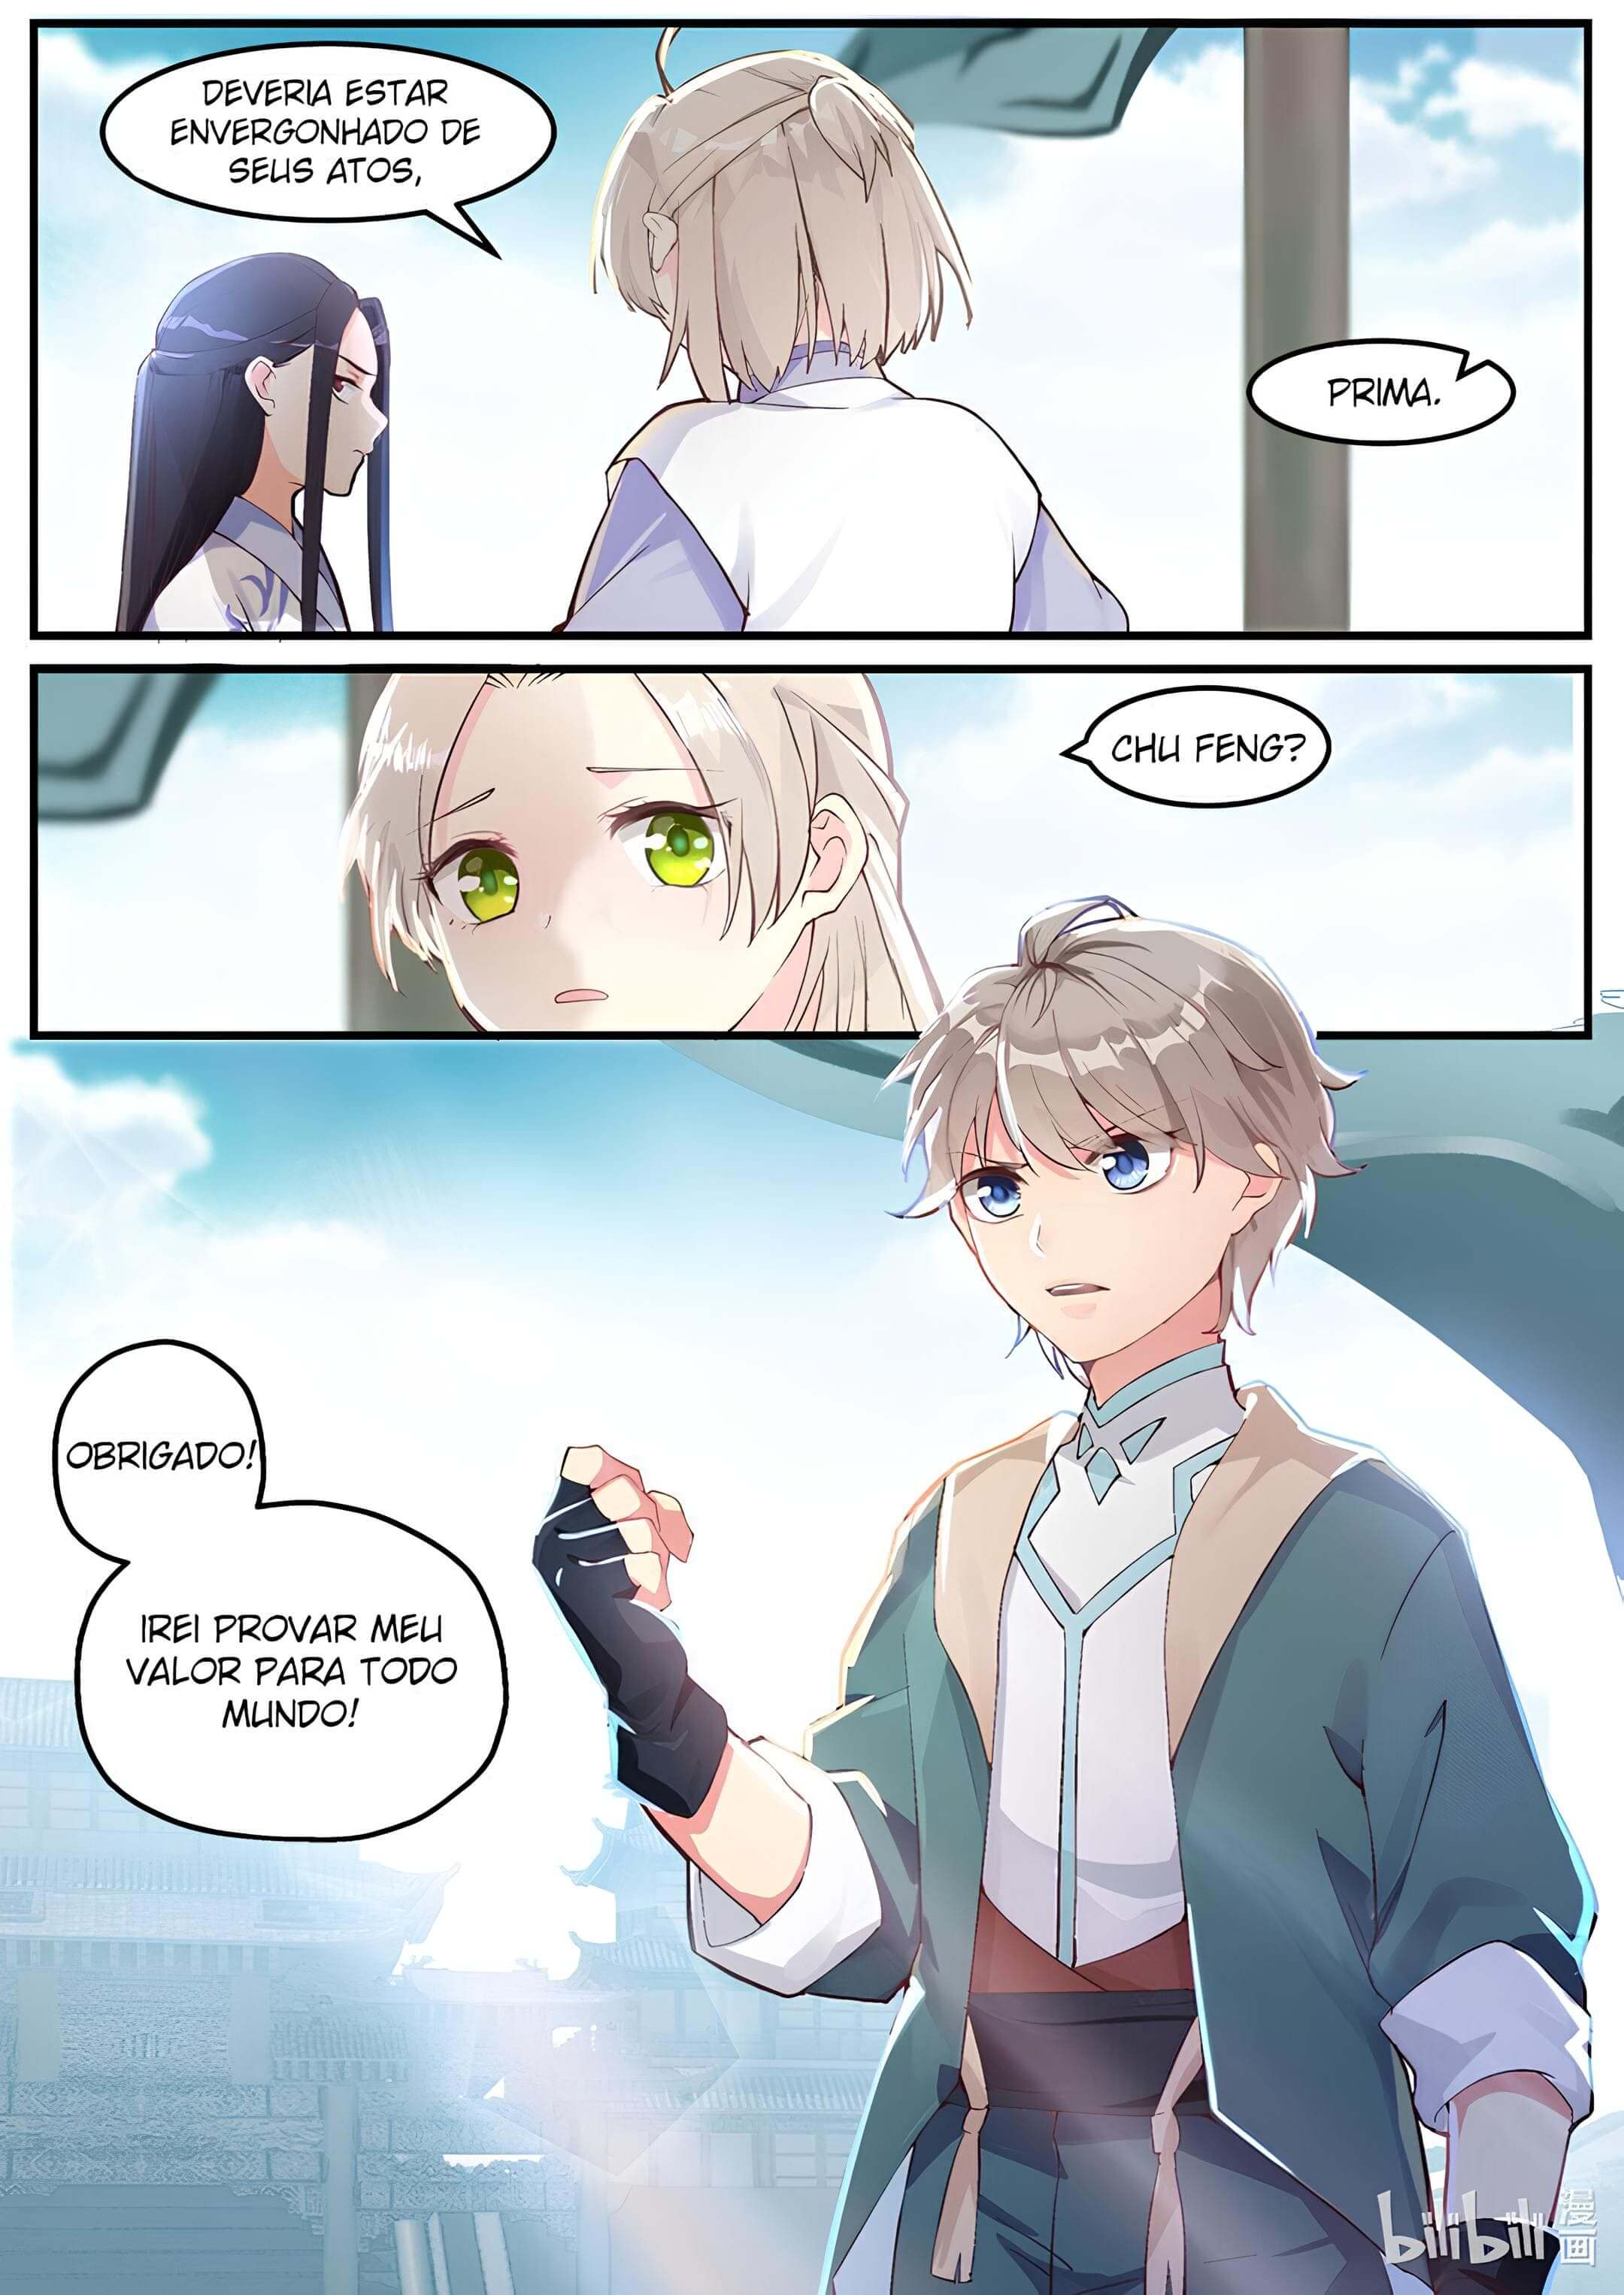 DEVERIA ESTAR
ENVERGONHADO DE
SEUS ATOS,
PRIMA.
CHU FENG?
OBRIGADO!
IREI PROVAR MEU
VALOR PARA TODO
MUNDO!
bilibili 漫画